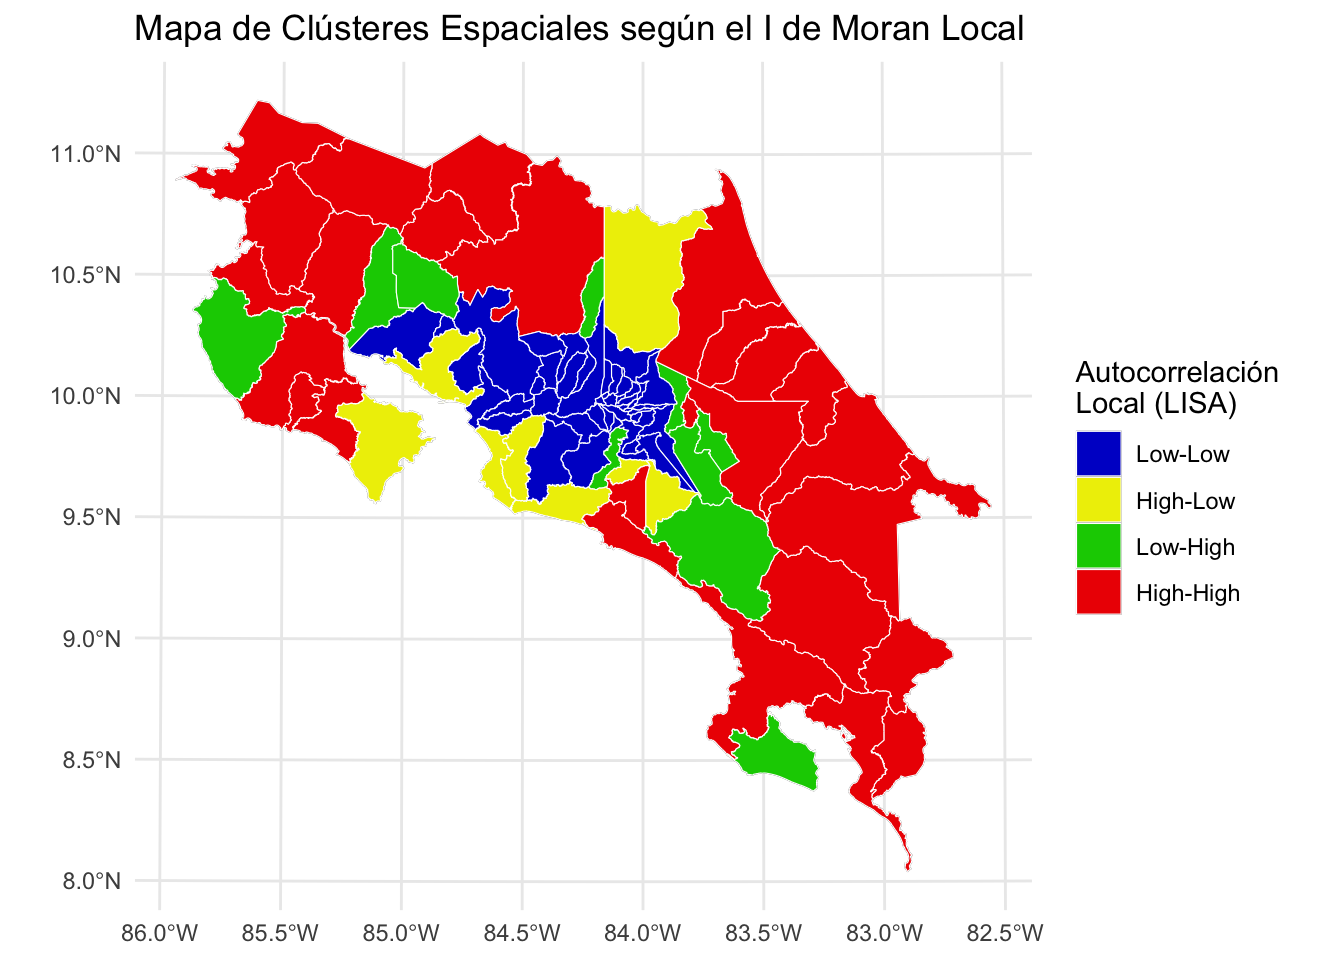 Mapa de Clústeres Espaciales según el I de Moran Local
11.0°N
10.5°N
10.0°N
9.5°N
9.0°N
8.5°N
8.0°N
86.0°W 85.5°W 85.0°W 84.5°W 84.0°W 83.5°W 83.0°W 82.5°W
Autocorrelación
Local (LISA)
Low-Low
High-Low
Low-High
High-High